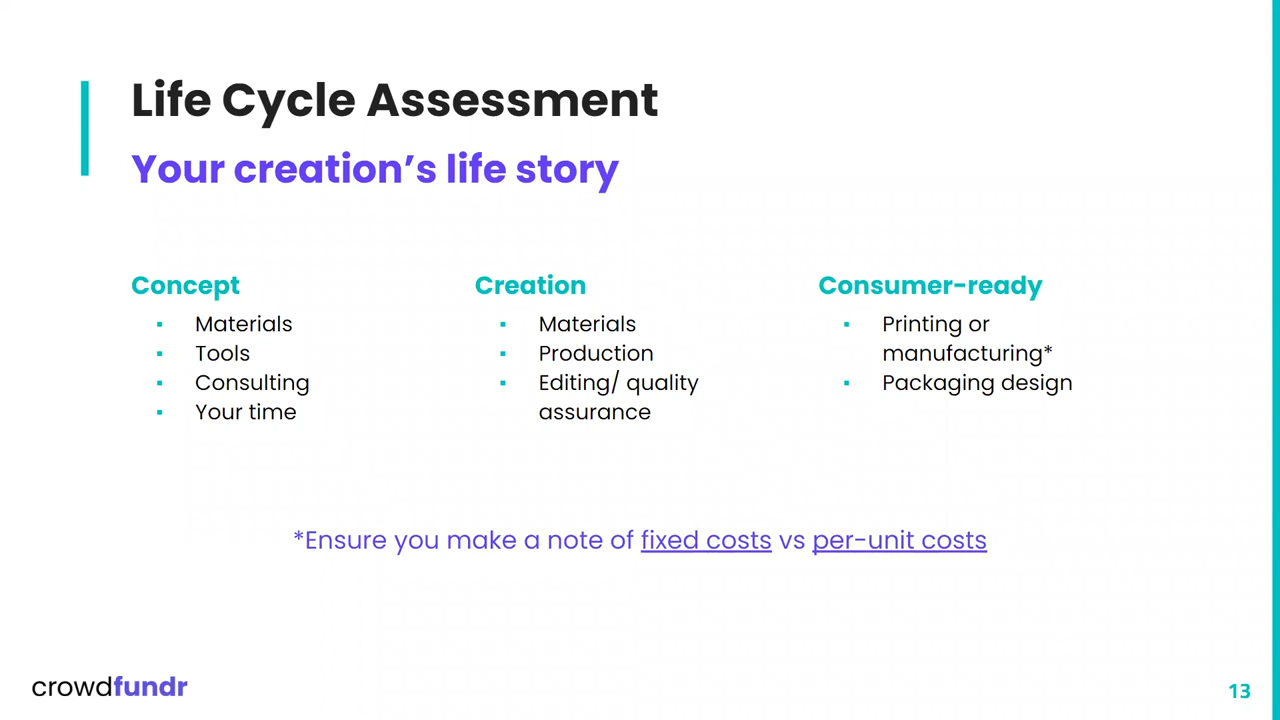 Life Cycle Assessment
Your creation’s life story
Concept
▪ Materials
▪ Tools
▪ Consulting
▪ Your time
Creation
▪ Materials
▪ Production
▪ Editing/ quality
assurance
Consumer-ready
▪ Printing or
manufacturing*
▪ Packaging design
*Ensure you make a note of fixed costs vs per-unit costs
crowdfundr
13